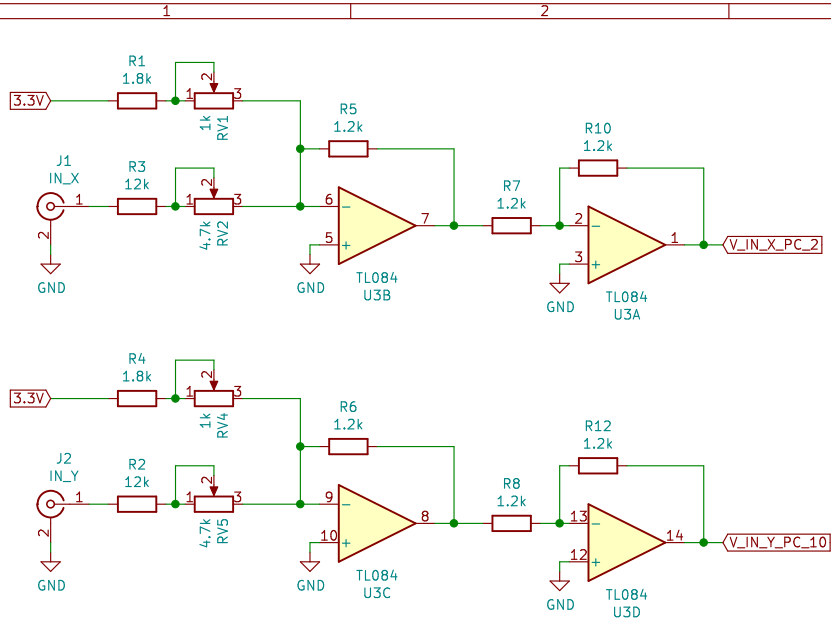 1
2
R1
1.8k
3.3V
1
2
3
1k
RV1
R5
1.2k
J1
IN_X
1
2
GND
R3
12k
1
2
3
4.7k
RV2
6
5
7
GND
TL084
U3B
R7
1.2k
R10
1.2k
2
3
1
GND
TL084
U3A
V_IN_X_PC_2
R4
1.8k
3.3V
1
2
3
1k
RV4
R6
1.2k
J2
IN_Y
1
2
GND
R2
12k
1
2
3
4.7k
RV5
9
10
8
GND
TL084
U3C
R8
1.2k
R12
1.2k
13
12
14
GND
TL084
U3D
V_IN_Y_PC_10